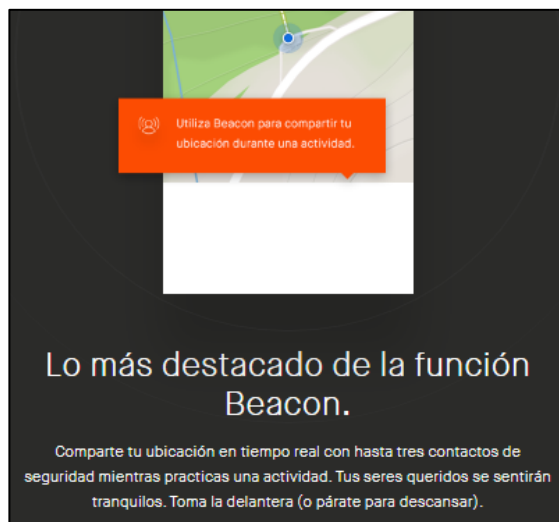 Utiliza Beacon para compartir tu
ubicación durante una actividad.
Lo más destacado de la función
Beacon.
Comparte tu ubicación en tiempo real con hasta tres contactos de
seguridad mientras practicas una actividad. Tus seres queridos se sentirán
tranquilos. Toma la delantera (o párate para descansar).